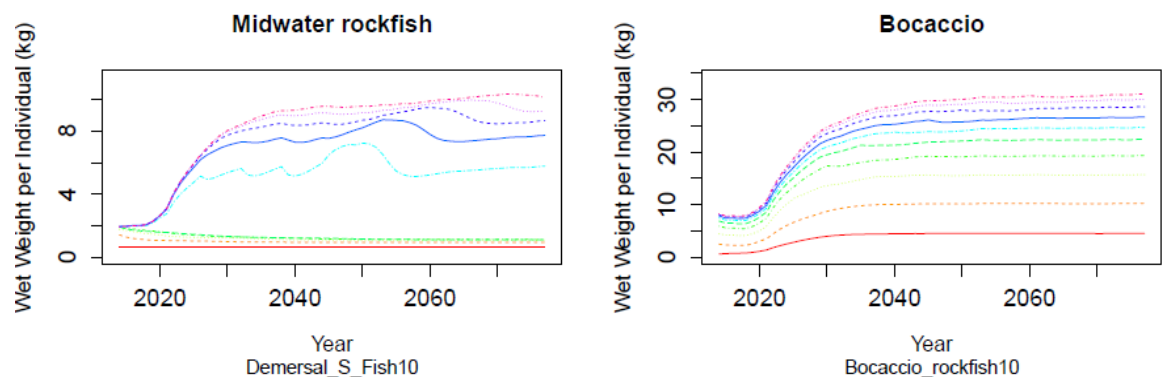 Midwater rockfish
Wet Weight per Individual (kg)
8
4
0
2020 2040 2060
Year
Demersal_S_Fish10
Bocaccio
Wet Weight per Individual (kg)
30
20
10
0
2020 2040 2060
Year
Bocaccio_rockfish10